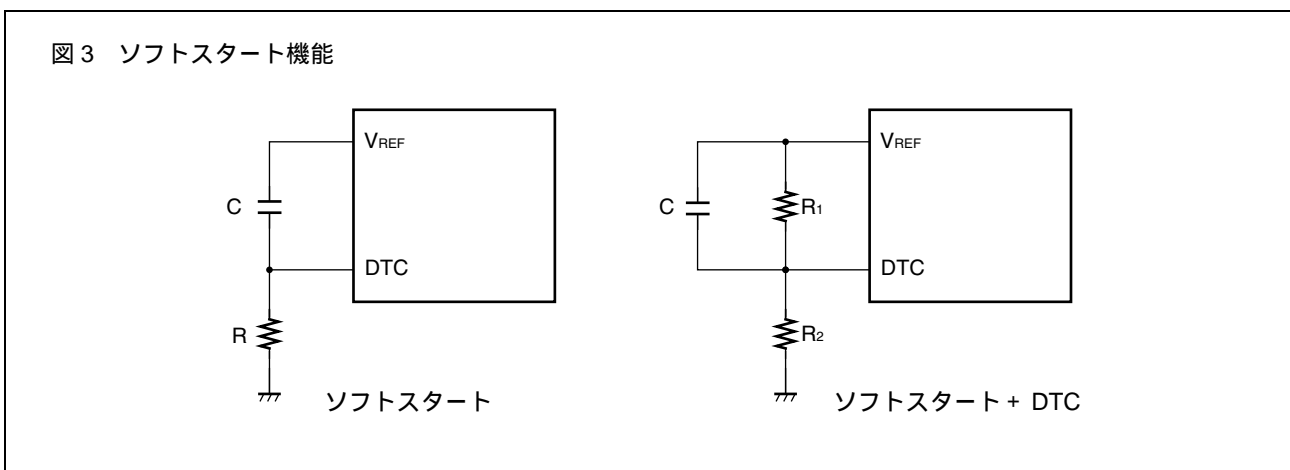 図 3　ソフトスタート機能
VREF
C
DTC
R
ソフトスタート
VREF
C
R1
DTC
R2
ソフトスタート + DTC